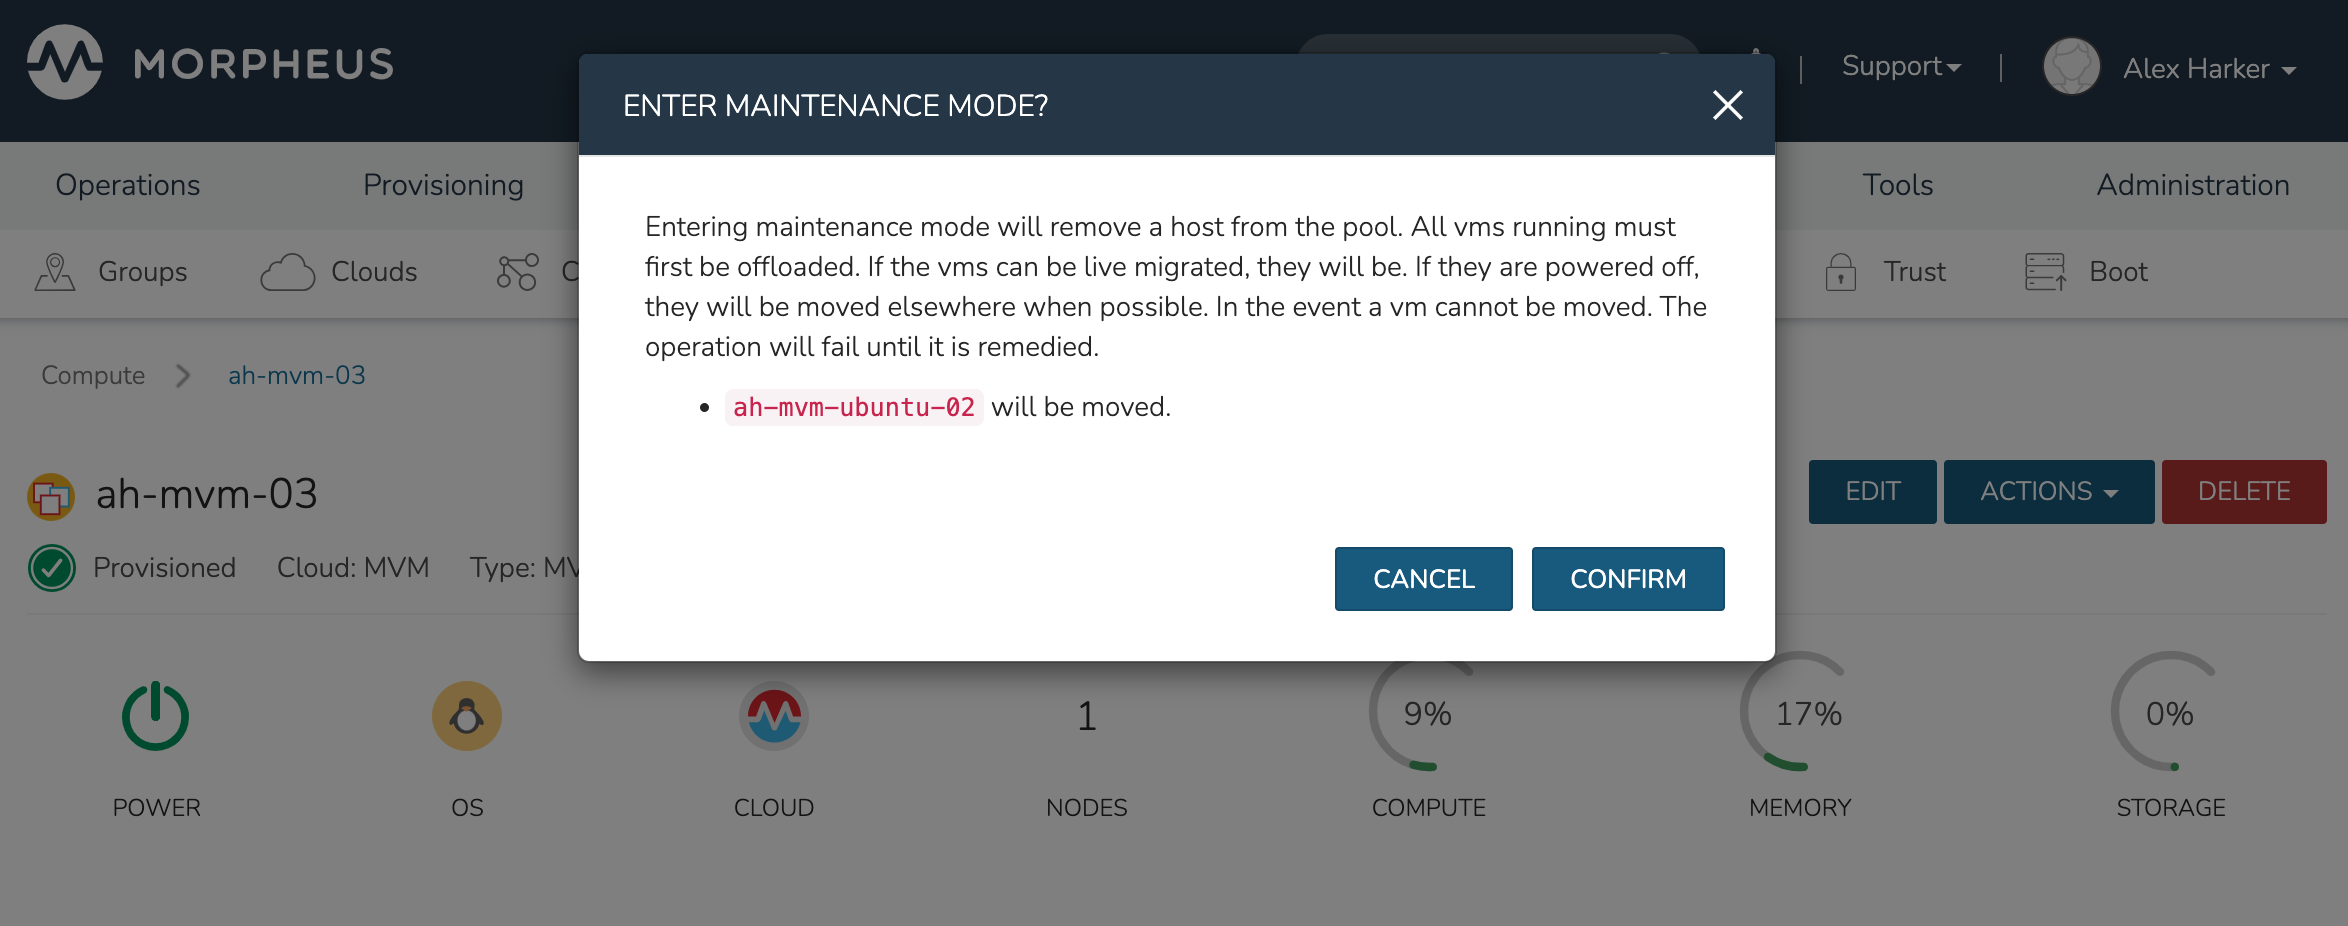 MORPHEUS
Support
Alex Harker
ENTER MAINTENANCE MODE?
Operations
Provisioning
Tools
Administration
Groups
Clouds
C
Trust
Boot
Entering maintenance mode will remove a host from the pool. All vms running must
first be offloaded. If the vms can be live migrated, they will be. If they are powered off,
they will be moved elsewhere when possible. In the event a vm cannot be moved. The
operation will fail until it is remedied.
• ah-mvm-ubuntu-02 will be moved.
CANCEL
CONFIRM
Compute
ah-mvm-03
ah-mvm-03
EDIT
ACTIONS
DELETE
Provisioned
Cloud: MVM
Type: MV
1
9%
17%
0%
POWER
OS
CLOUD
NODES
COMPUTE
MEMORY
STORAGE